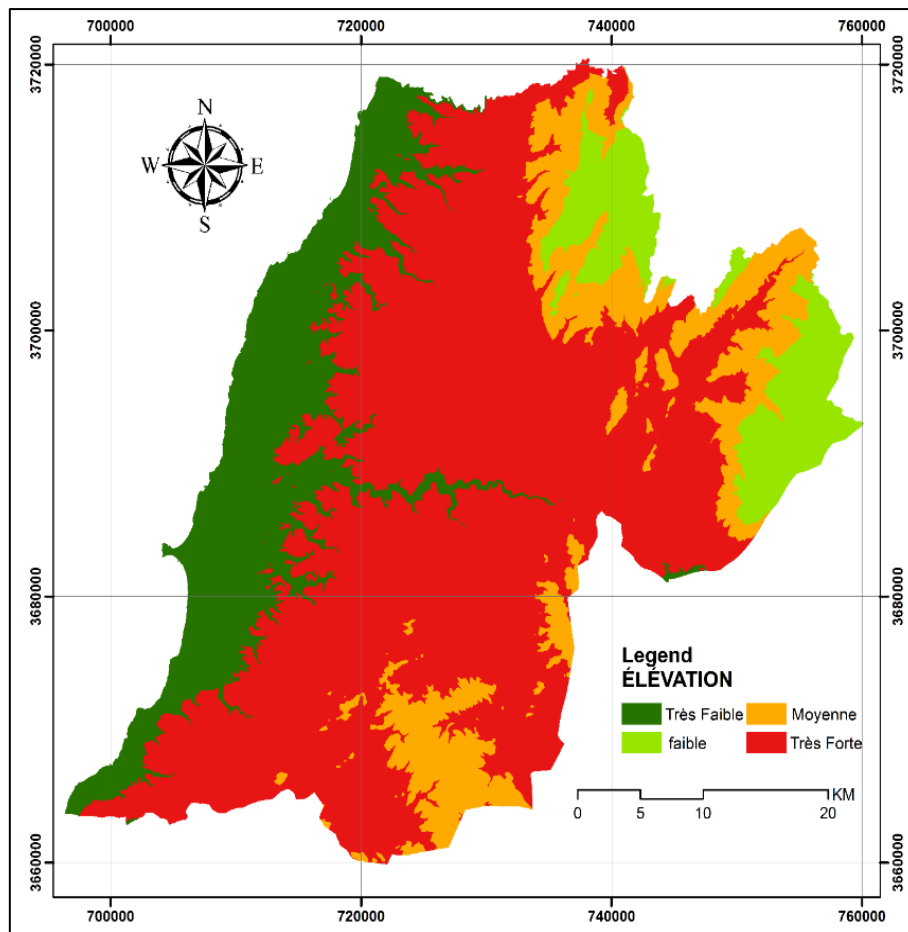 700000 720000 740000 760000
3720000 3720000
N
W E
S
3700000 3700000
3680000 3680000
Legend
ÉLÉVATION
Très Faible Moyenne
faible Très Forte
KM
0 5 10 20
3660000 3660000
700000 720000 740000 760000